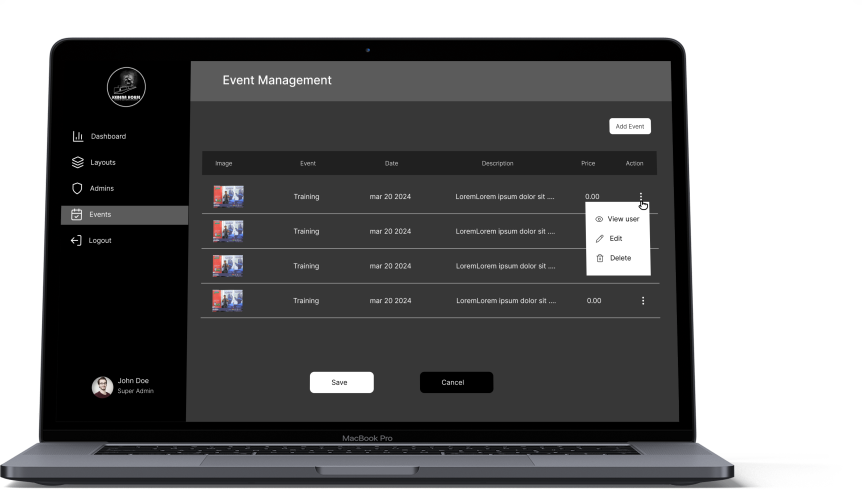 Event Management
Add Event
Dashboard
Layouts
Admins
Events
Logout
Image Event Date Description Price Action
Training mar 20 2024 LoremLorem ipsum dolor sit .... 0.00
Training mar 20 2024 LoremLorem ipsum dolor sit ....
Training mar 20 2024 LoremLorem ipsum dolor sit ....
Training mar 20 2024 LoremLorem ipsum dolor sit .... 0.00
View user
Edit
Delete
Save Cancel
John Doe
Super Admin
MacBook Pro